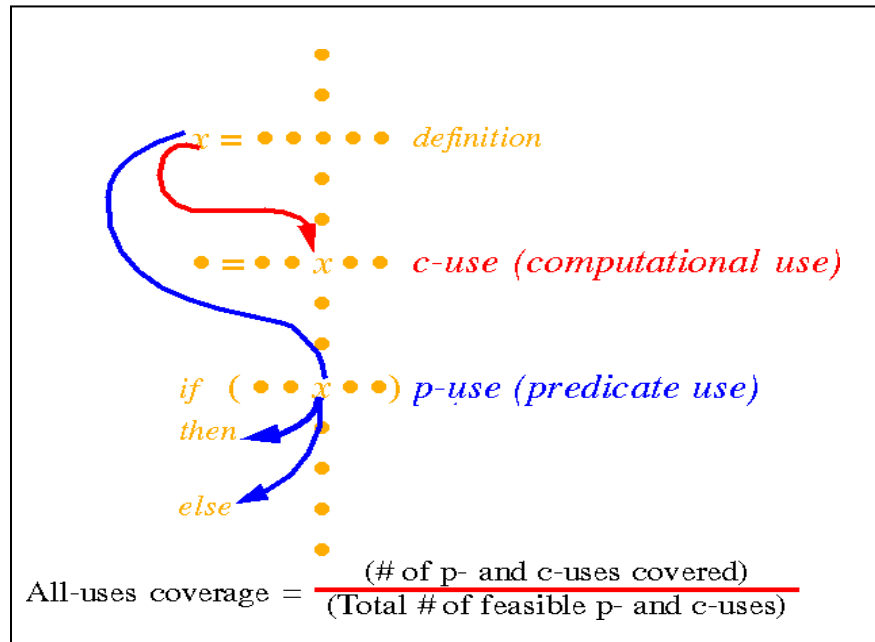 x = definition
= x c-use (computational use)
if ( x ) p-use (predicate use)
then
else
All-uses coverage = (# of p- and c-uses covered)
(Total # of feasible p- and c-uses)